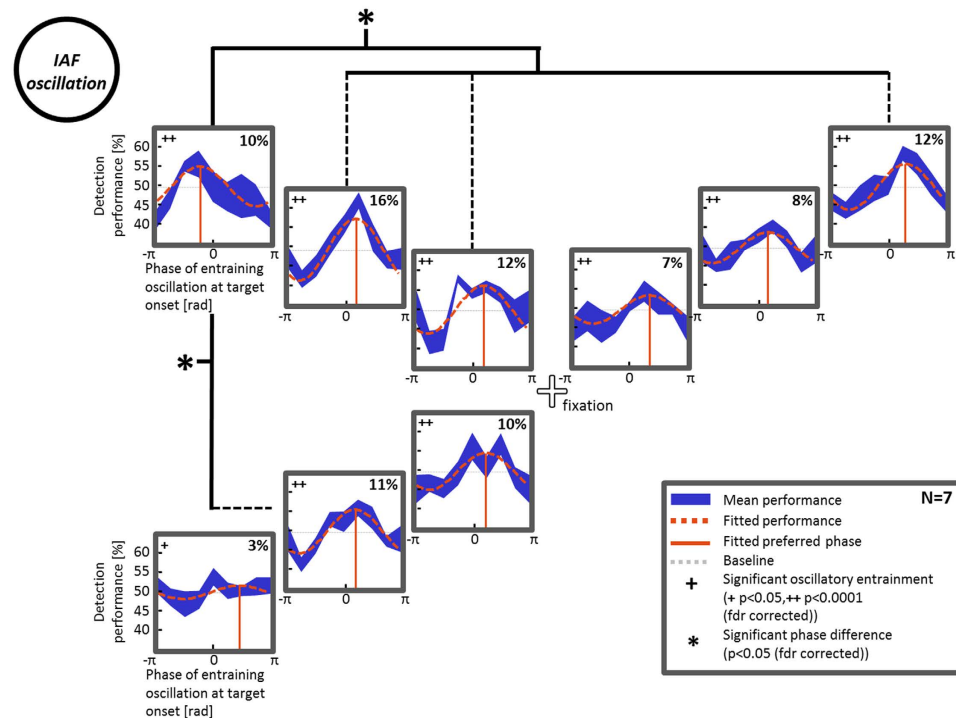 *
IAF
oscillation
++ 10%
60
55
50
45
40
Detection
performance [%]
-π 0 π
Phase of entraining
oscillation at target
onset [rad]
++ 16%
-π 0 π
++ 12%
-π 0 π
++ 7%
-π 0 π
++ 8%
-π 0 π
++ 12%
-π 0 π
*
fixation
++ 10%
-π 0 π
++ 11%
-π 0 π
+ 3%
60
55
50
45
40
Detection
performance [%]
-π 0 π
Phase of entraining
oscillation at target
onset [rad]
N=7
Mean performance
Fitted performance
Fitted preferred phase
Baseline
+ Significant oscillatory entrainment
(+ p<0.05,++ p<0.0001
(fdr corrected))
* Significant phase difference
(p<0.05 (fdr corrected))